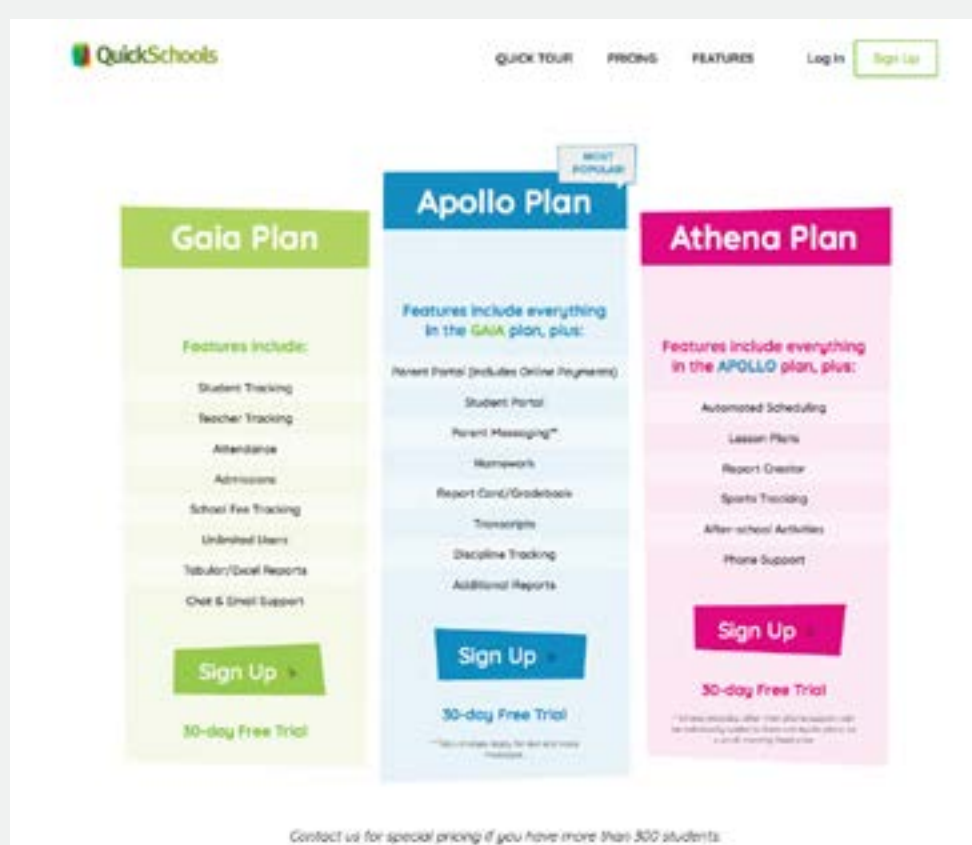 QuickSchools
QUICK TOUR PRICING FEATURES Log In Sign Up
MOST
POPULAR!
Gaia Plan
Features include:
Student Tracking
Teacher Tracking
Attendance
Admissions
School Fee Tracking
Unlimited Users
Tabular/Excel Reports
Chat & Email Support
Sign Up
30-day Free Trial
Apollo Plan
Features include everything
in the GAIA plan, plus:
Parent Portal (includes Online Payments)
Student Portal
Parent Messaging**
Homework
Report Card/Gradebook
Transcripts
Discipline Tracking
Additional Reports
Sign Up
30-day Free Trial
Athena Plan
Features include everything
in the APOLLO plan, plus:
Automated Scheduling
Lesson Plans
Report Creator
Sports Tracking
After-school Activities
Phone Support
Sign Up
30-day Free Trial
Contact us for special pricing if you have more than 300 students.